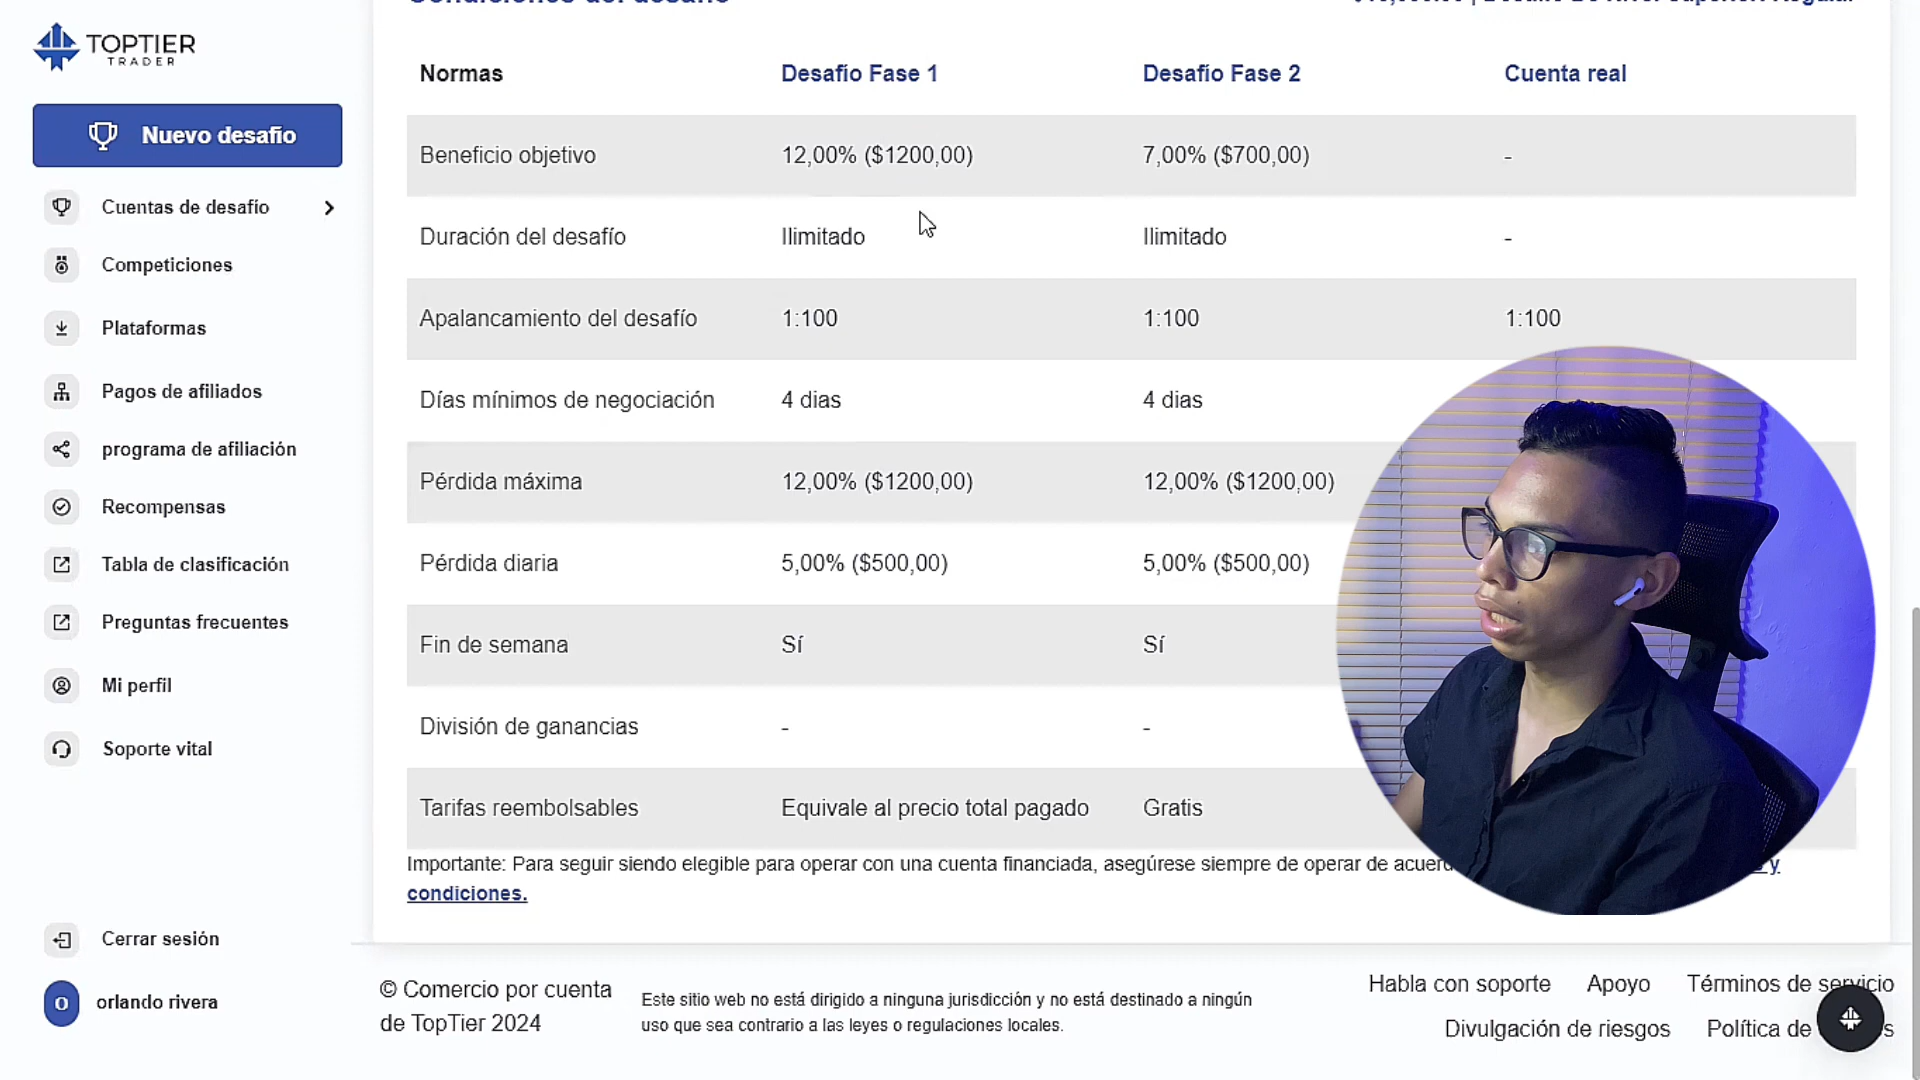 Condiciones del desafío
TOPTIER
TRADER
Normas Desafío Fase 1 Desafío Fase 2 Cuenta real
Nuevo desafío
Beneficio objetivo 12,00% ($1200,00) 7,00% ($700,00) -
Cuentas de desafío
Duración del desafío Ilimitado Ilimitado -
Competiciones
Apalancamiento del desafío 1:100 1:100 1:100
Plataformas
Pagos de afiliados
Días mínimos de negociación 4 dias 4 dias
programa de afiliación
Pérdida máxima 12,00% ($1200,00) 12,00% ($1200,00)
Recompensas
Pérdida diaria 5,00% ($500,00) 5,00% ($500,00)
Tabla de clasificación
Preguntas frecuentes
Fin de semana Sí Sí
Mi perfil
División de ganancias - -
Soporte vital
Tarifas reembolsables Equivale al precio total pagado Gratis
Importante: Para seguir siendo elegible para operar con una cuenta financiada, asegúrese siempre de operar de y
condiciones.
Cerrar sesión
O orlando rivera
© Comercio por cuenta
de TopTier 2024
Este sitio web no está dirigido a ninguna jurisdicción y no está destinado a ningún
uso que sea contrario a las leyes o regulaciones locales.
Habla con soporte Apoyo Términos de servicio
Divulgación de riesgos Política de